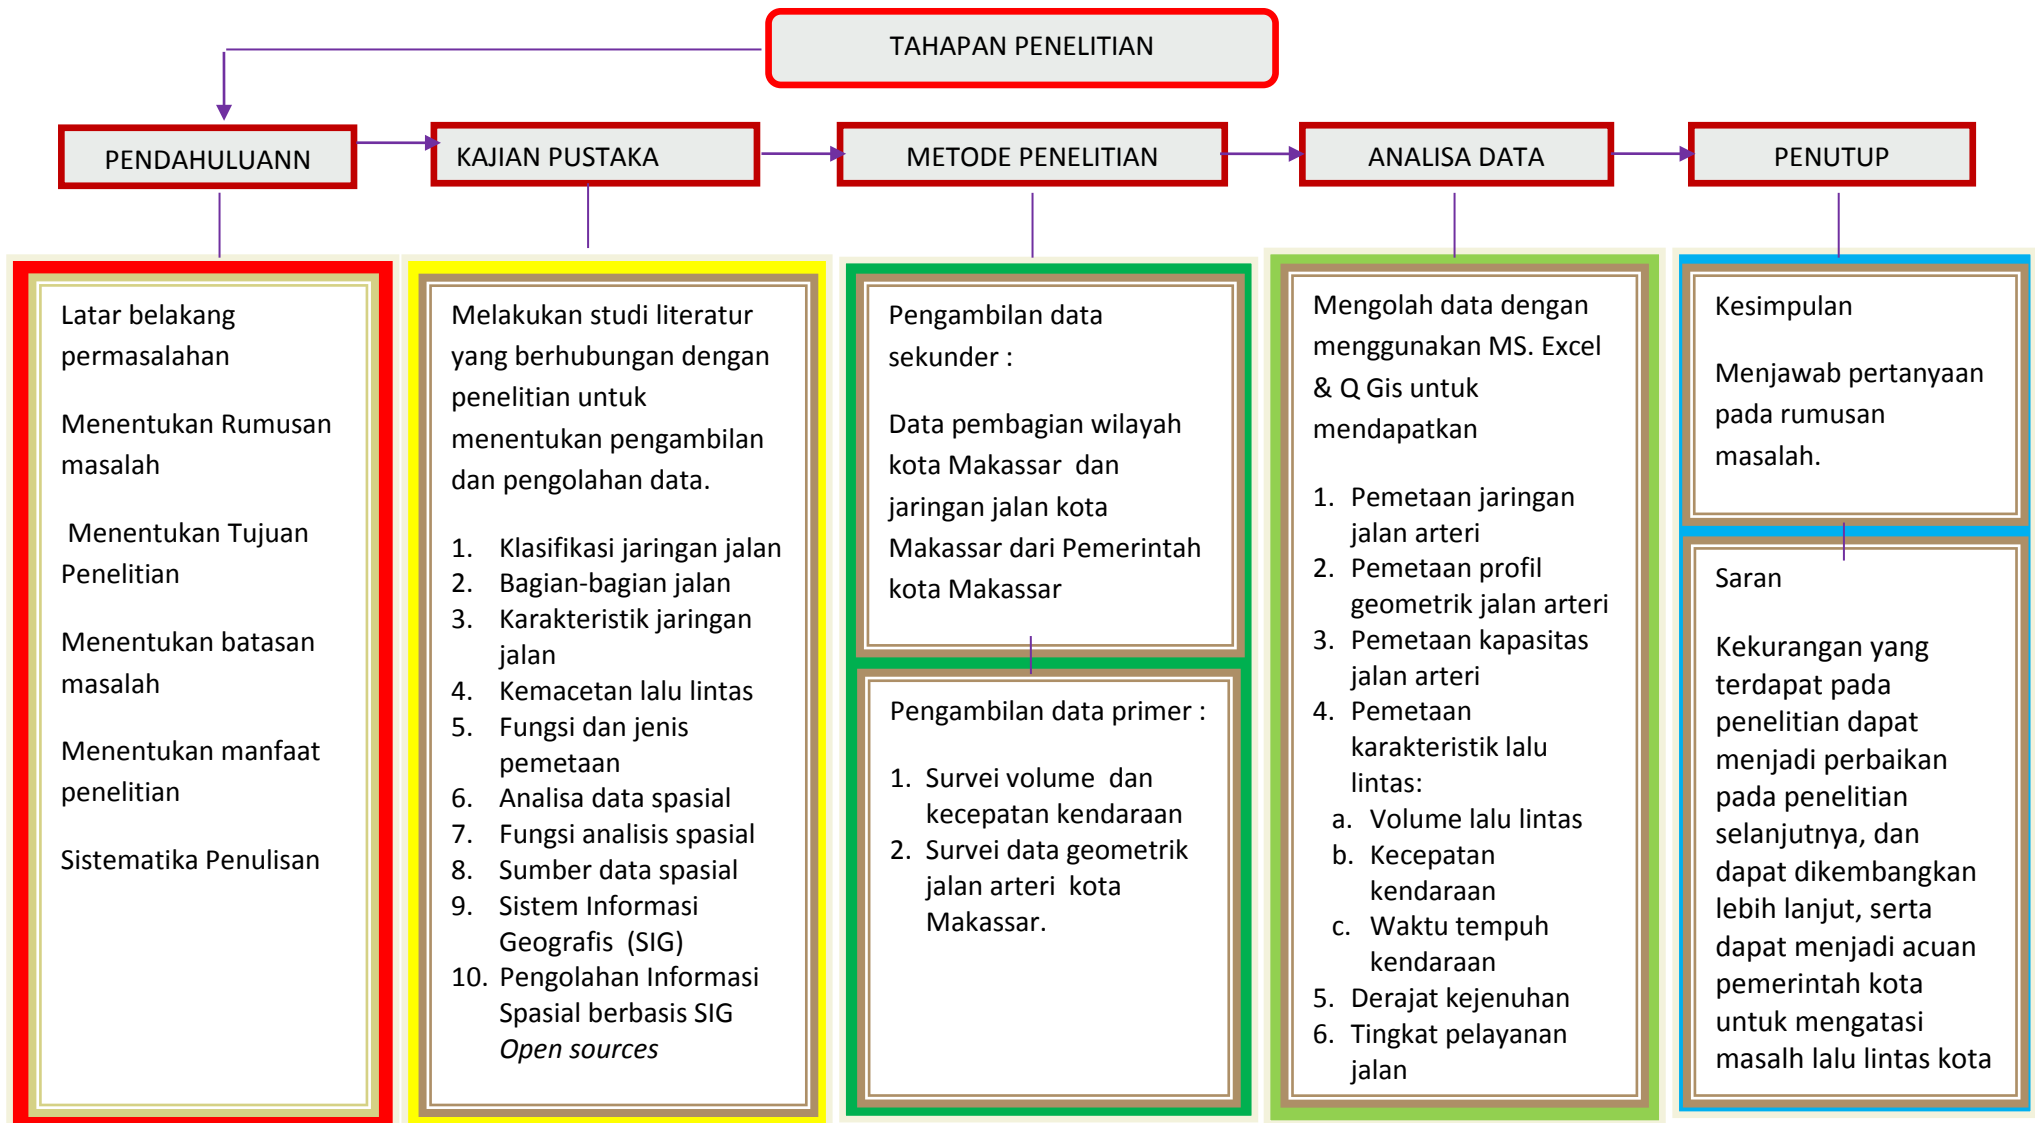 TAHAPAN PENELITIAN
PENDAHULUANN
KAJIAN PUSTAKA
METODE PENELITIAN
ANALISA DATA
PENUTUP
Latar belakang
permasalahan
Menentukan Rumusan
masalah
Menentukan Tujuan
Penelitian
Menentukan batasan
masalah
Menentukan manfaat
penelitian
Sistematika Penulisan
Melakukan studi literatur
yang berhubungan dengan
penelitian untuk
menentukan pengambilan
dan pengolahan data.
1. Klasifikasi jaringan jalan
2. Bagian-bagian jalan
3. Karakteristik jaringan
jalan
4. Kemacetan lalu lintas
5. Fungsi dan jenis
pemetaan
6. Analisa data spasial
7. Fungsi analisis spasial
8. Sumber data spasial
9. Sistem Informasi
Geografis (SIG)
10. Pengolahan Informasi
Spasial berbasis SIG
Open sources
Pengambilan data
sekunder :
Data pembagian wilayah
kota Makassar dan
jaringan jalan kota
Makassar dari Pemerintah
kota Makassar
Pengambilan data primer :
1. Survei volume dan
kecepatan kendaraan
2. Survei data geometrik
jalan arteri kota
Makassar.
Mengolah data dengan
menggunakan MS. Excel
& Q Gis untuk
mendapatkan
1. Pemetaan jaringan
jalan arteri
2. Pemetaan profil
geometrik jalan arteri
3. Pemetaan kapasitas
jalan arteri
4. Pemetaan
karakteristik lalu
lintas:
a. Volume lalu lintas
b. Kecepatan
kendaraan
c. Waktu tempuh
kendaraan
5. Derajat kejenuhan
6. Tingkat pelayanan
jalan
Kesimpulan
Menjawab pertanyaan
pada rumusan
masalah.
Saran
Kekurangan yang
terdapat pada
penelitian dapat
menjadi perbaikan
pada penelitian
selanjutnya, dan
dapat dikembangkan
lebih lanjut, serta
dapat menjadi acuan
pemerintah kota
untuk mengatasi
masalh lalu lintas kota